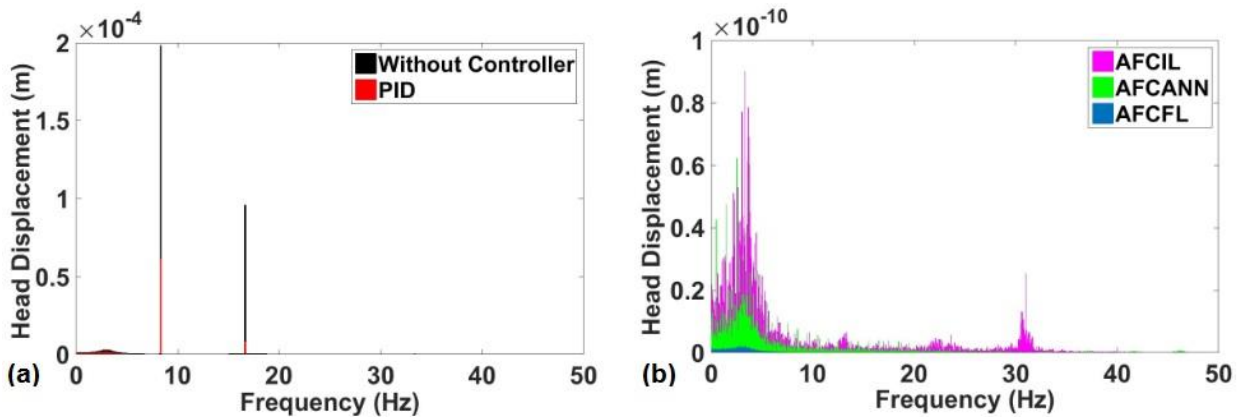 ×10⁻⁴
2
1.5
1
0.5
0
Head Displacement (m)
Without Controller
PID
0 10 20 30 40 50
Frequency (Hz)
(a)
×10⁻¹⁰
1
0.8
0.6
0.4
0.2
0
Head Displacement (m)
AFCIL
AFCANN
AFCFL
0 10 20 30 40 50
Frequency (Hz)
(b)